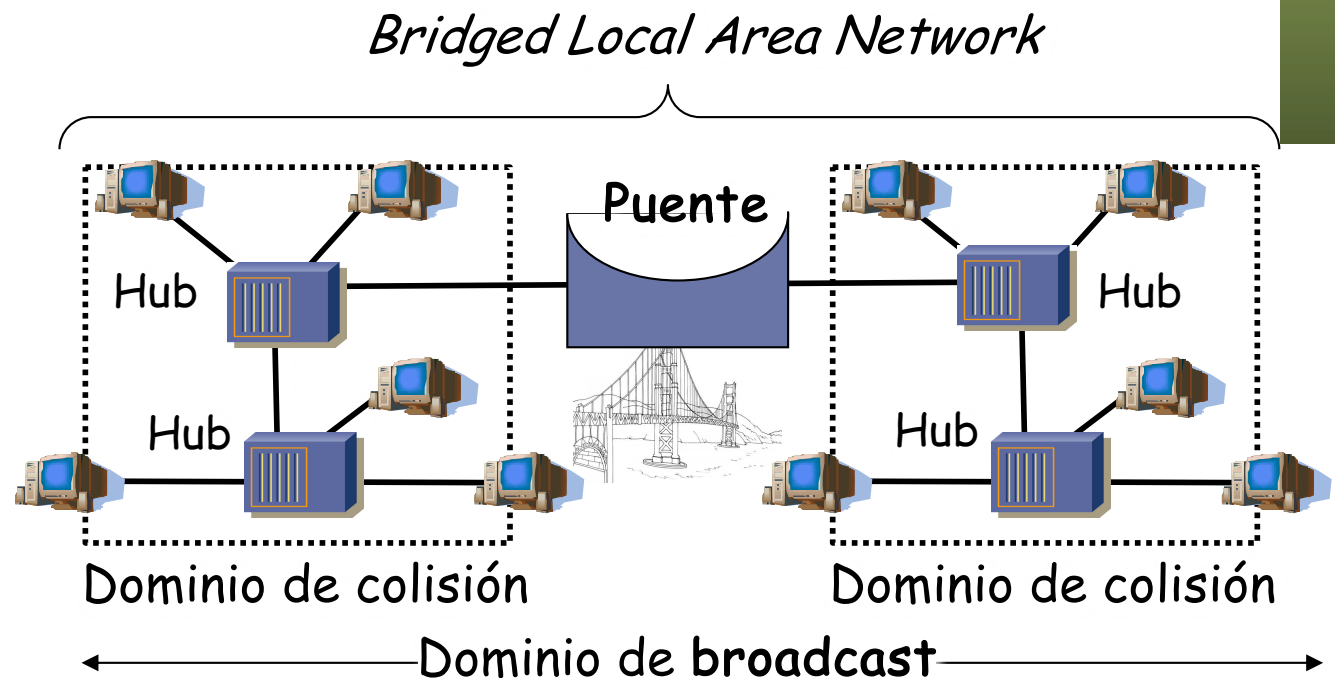 Bridged Local Area Network
Puente
Hub
Hub
Hub
Hub
Dominio de colisión
Dominio de colisión
Dominio de broadcast